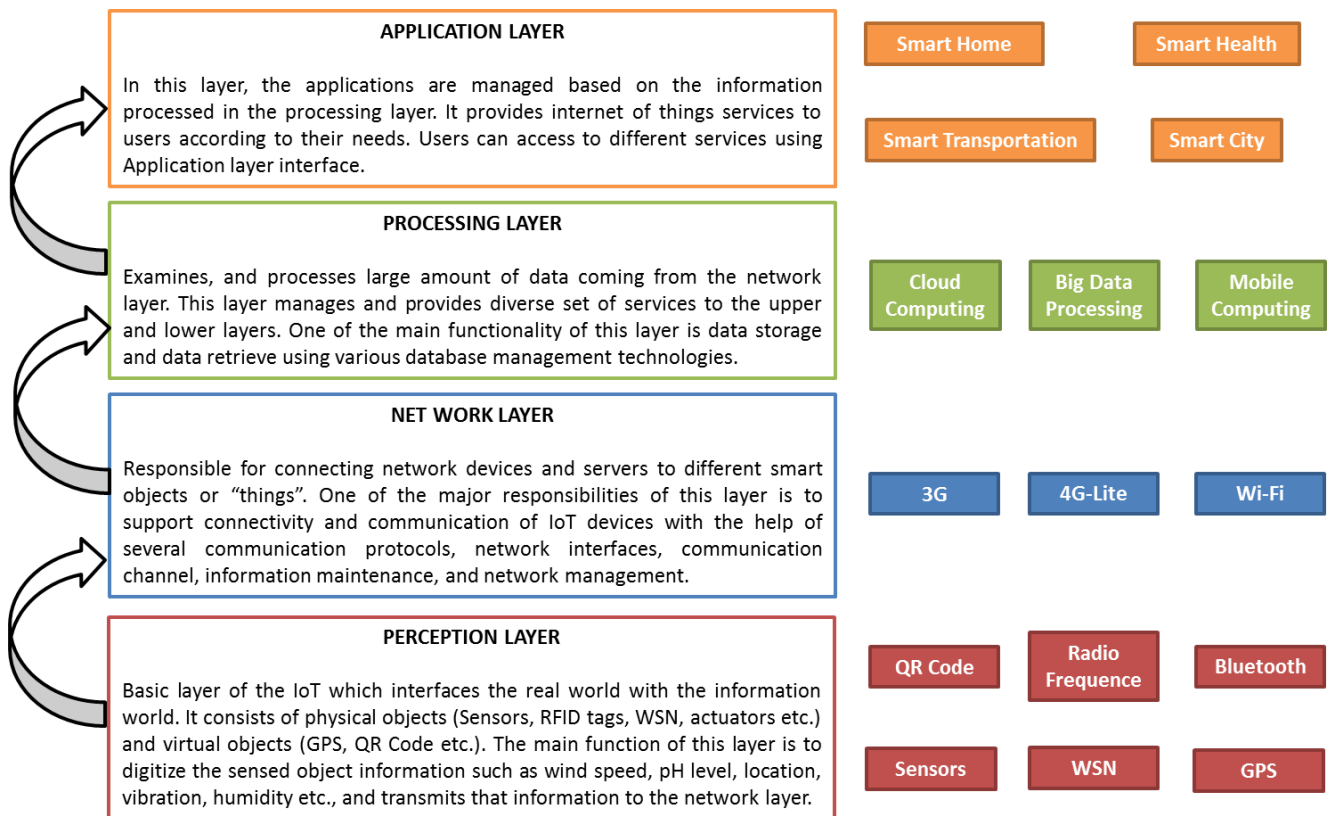 APPLICATION LAYER
In this layer, the applications are managed based on the information
processed in the processing layer. It provides internet of things services to
users according to their needs. Users can access to different services using
Application layer interface.
Smart Home
Smart Health
Smart Transportation
Smart City
PROCESSING LAYER
Examines, and processes large amount of data coming from the network
layer. This layer manages and provides diverse set of services to the upper
and lower layers. One of the main functionality of this layer is data storage
and data retrieve using various database management technologies.
Cloud
Computing
Big Data
Processing
Mobile
Computing
NET WORK LAYER
Responsible for connecting network devices and servers to different smart
objects or “things”. One of the major responsibilities of this layer is to
support connectivity and communication of IoT devices with the help of
several communication protocols, network interfaces, communication
channel, information maintenance, and network management.
3G
4G-Lite
Wi-Fi
PERCEPTION LAYER
Basic layer of the IoT which interfaces the real world with the information
world. It consists of physical objects (Sensors, RFID tags, WSN, actuators etc.)
and virtual objects (GPS, QR Code etc.). The main function of this layer is to
digitize the sensed object information such as wind speed, pH level, location,
vibration, humidity etc., and transmits that information to the network layer.
QR Code
Radio
Frequence
Bluetooth
Sensors
WSN
GPS